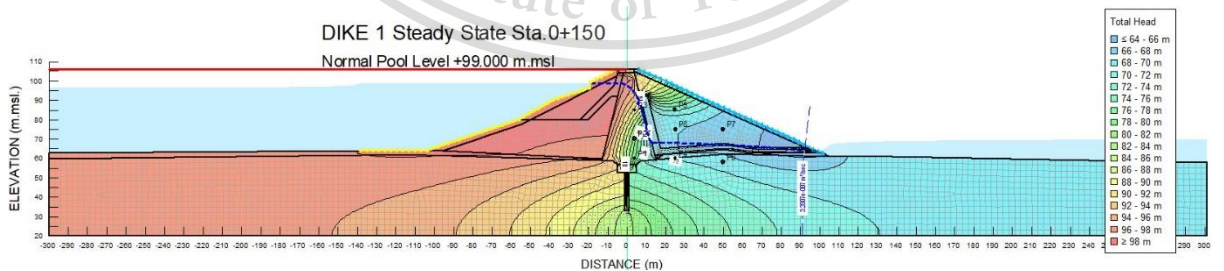 DIKE 1 Steady State Sta.0+150
Normal Pool Level +99.000 m.msl
ELEVATION (m.msl.)
110
100
90
80
70
60
50
40
30
20
-300 -290 -280 -270 -260 -250 -240 -230 -220 -210 -200 -190 -180 -170 -160 -150 -140 -130 -120 -110 -100 -90 -80 -70 -60 -50 -40 -30 -20 -10 0 10 20 30 40 50 60 70 80 90 100 110 120 130 140 150 160 170 180 190 200 210 220 230 240 300
DISTANCE (m)
P6
P7
Total Head
≤ 64 - 66 m
66 - 68 m
68 - 70 m
70 - 72 m
72 - 74 m
74 - 76 m
76 - 78 m
78 - 80 m
80 - 82 m
82 - 84 m
84 - 86 m
86 - 88 m
88 - 90 m
90 - 92 m
92 - 94 m
94 - 96 m
96 - 98 m
≥ 98 m